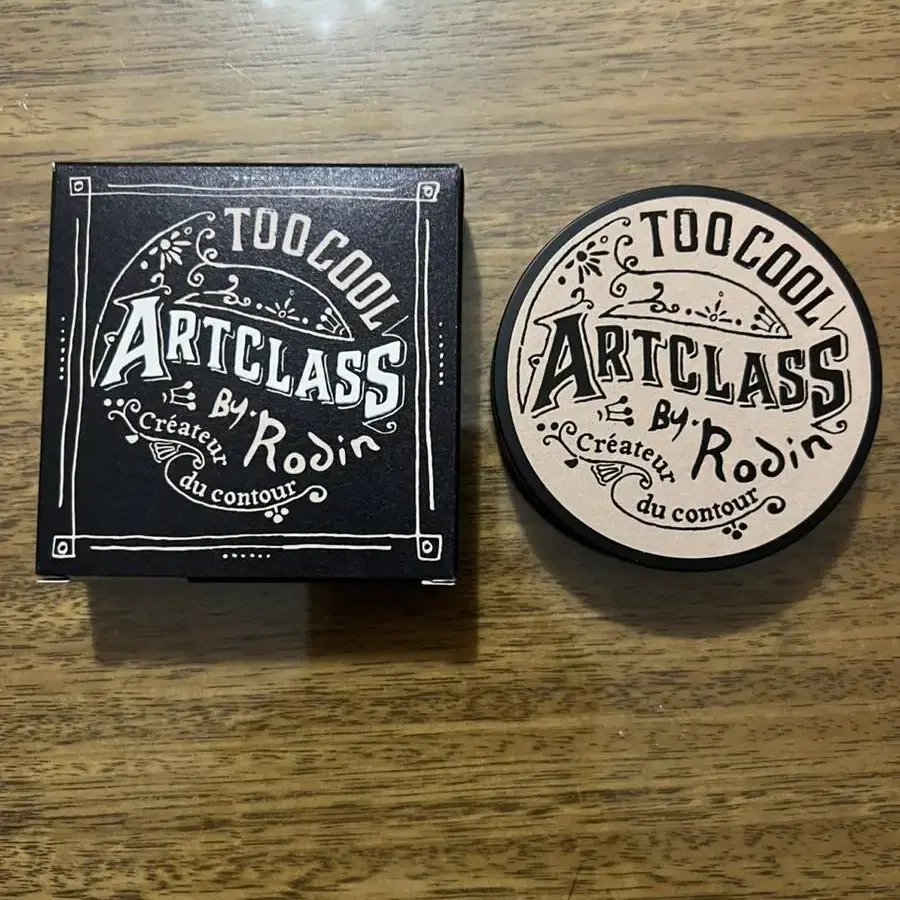 TOO COOL
ARTCLASS
By. Rodin
Créateur
du contour
TOO COOL
ARTCLASS
By. Rodin
Créateur
du contour